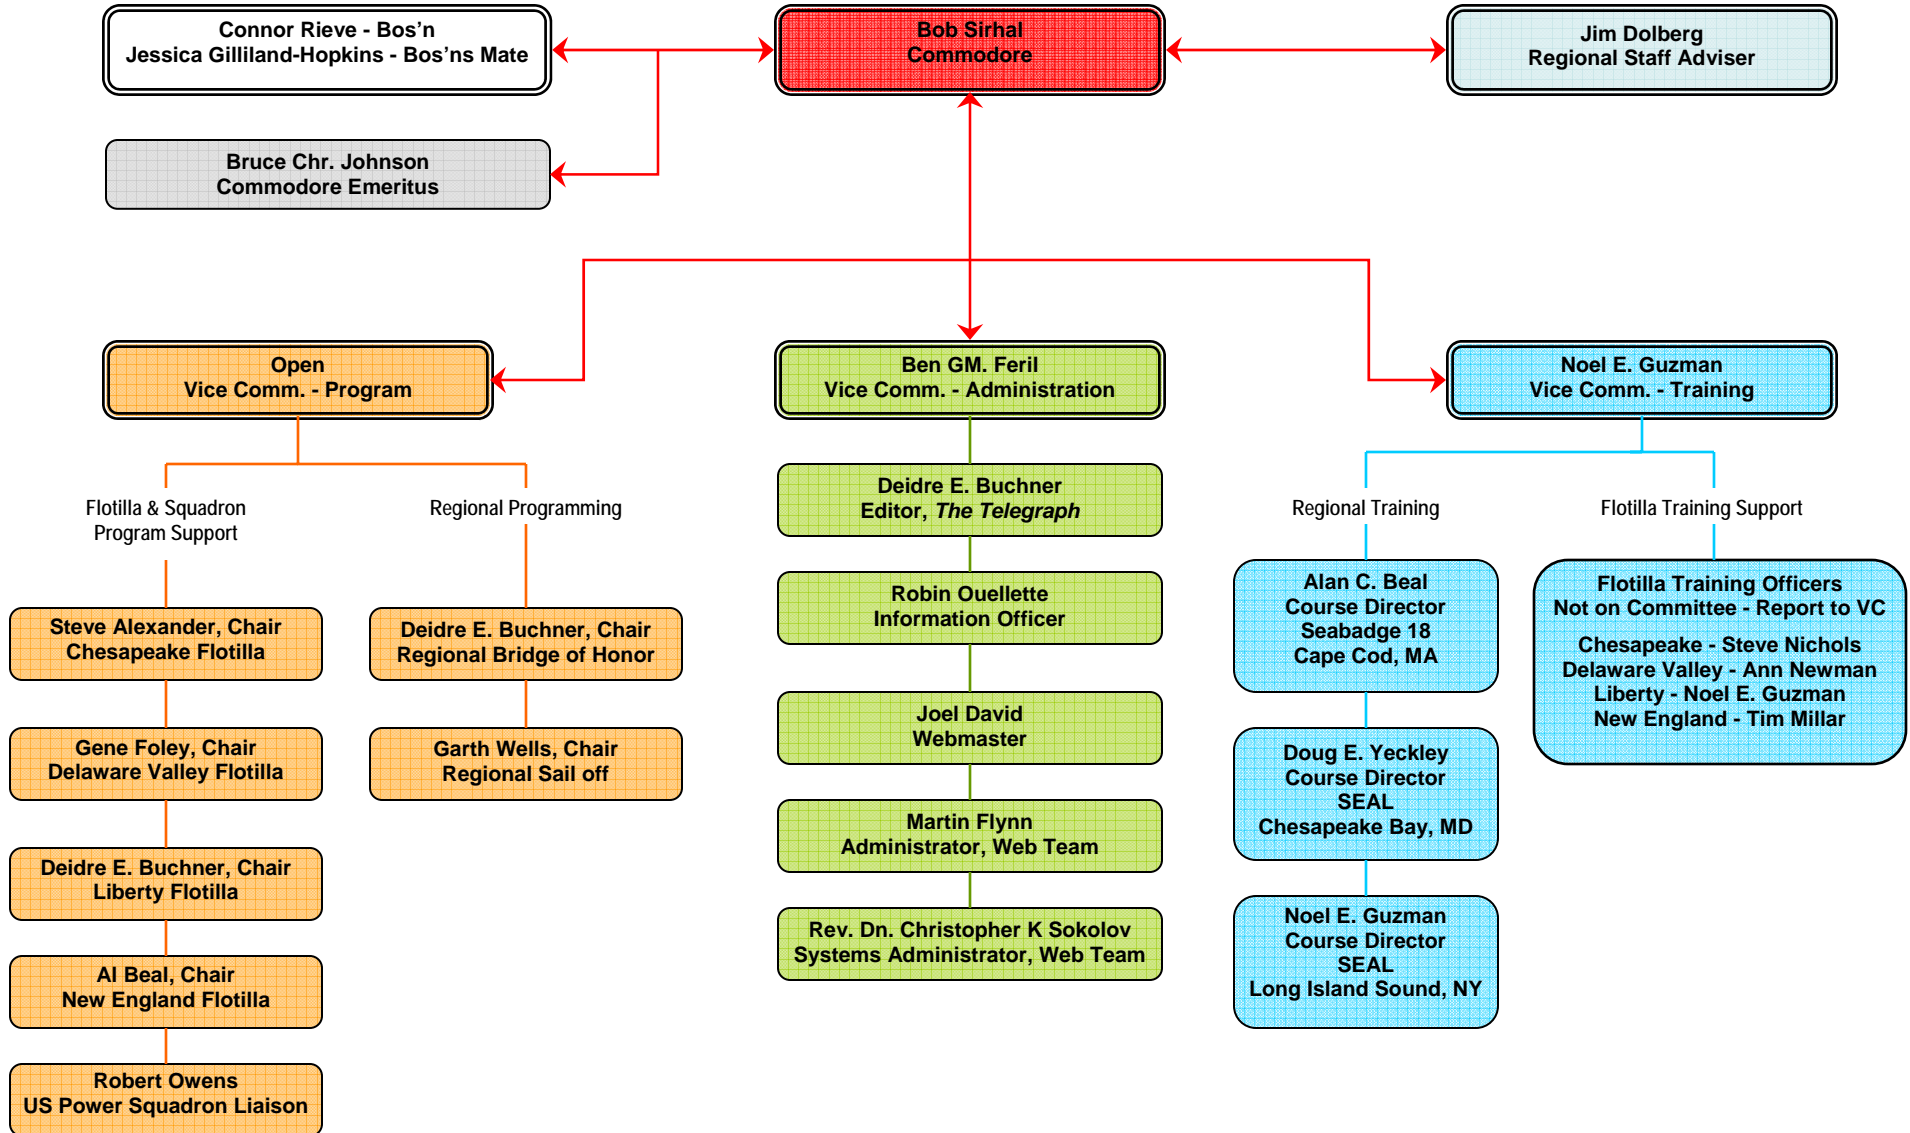 Connor Rieve - Bos'n
Jessica Gilliland-Hopkins - Bos'ns Mate
Bob Sirhal
Commodore
Jim Dolberg
Regional Staff Adviser
Bruce Chr. Johnson
Commodore Emeritus
Open
Vice Comm. - Program
Ben GM. Feril
Vice Comm. - Administration
Noel E. Guzman
Vice Comm. - Training
Flotilla & Squadron
Program Support
Regional Programming
Steve Alexander, Chair
Chesapeake Flotilla
Gene Foley, Chair
Delaware Valley Flotilla
Deidre E. Buchner, Chair
Liberty Flotilla
Al Beal, Chair
New England Flotilla
Robert Owens
US Power Squadron Liaison
Deidre E. Buchner, Chair
Regional Bridge of Honor
Garth Wells, Chair
Regional Sail off
Deidre E. Buchner
Editor, The Telegraph
Robin Ouellette
Information Officer
Joel David
Webmaster
Martin Flynn
Administrator, Web Team
Rev. Dn. Christopher K Sokolov
Systems Administrator, Web Team
Regional Training
Flotilla Training Support
Alan C. Beal
Course Director
Seabadge 18
Cape Cod, MA
Doug E. Yeckley
Course Director
SEAL
Chesapeake Bay, MD
Noel E. Guzman
Course Director
SEAL
Long Island Sound, NY
Flotilla Training Officers
Not on Committee - Report to VC
Chesapeake - Steve Nichols
Delaware Valley - Ann Newman
Liberty - Noel E. Guzman
New England - Tim Millar